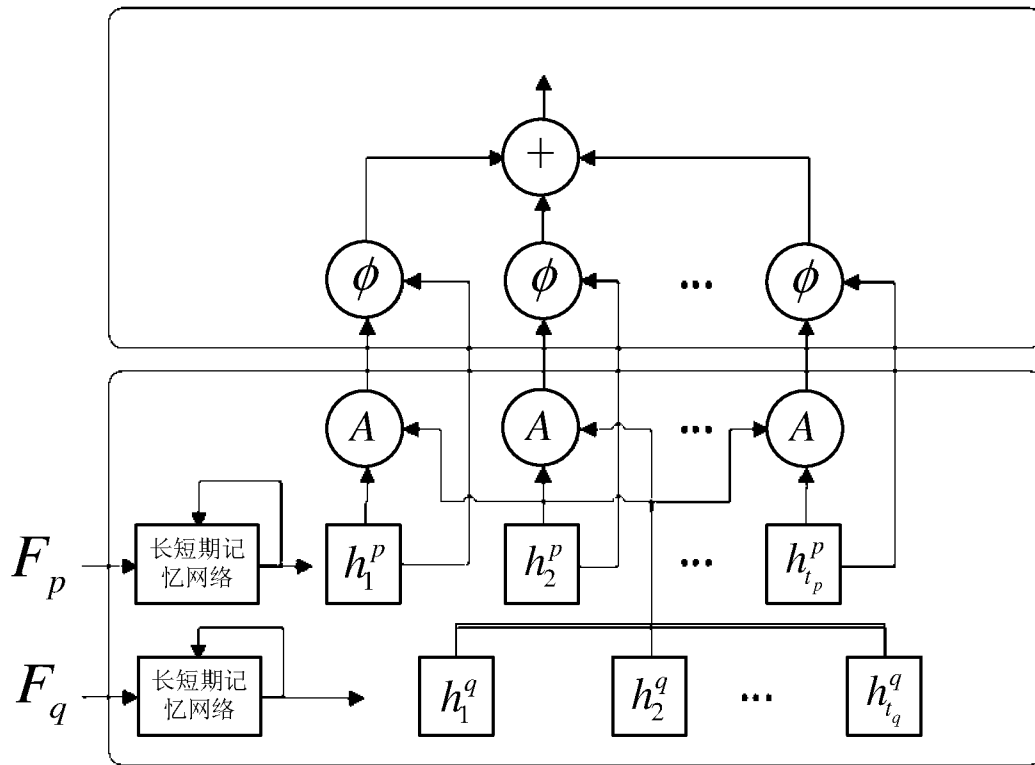 +
ϕ ϕ ... ϕ
A A ... A
F_p 长短期记
忆网络 h_1^p h_2^p ... h_{t_p}^p
F_q 长短期记
忆网络 h_1^q h_2^q ... h_{t_q}^q